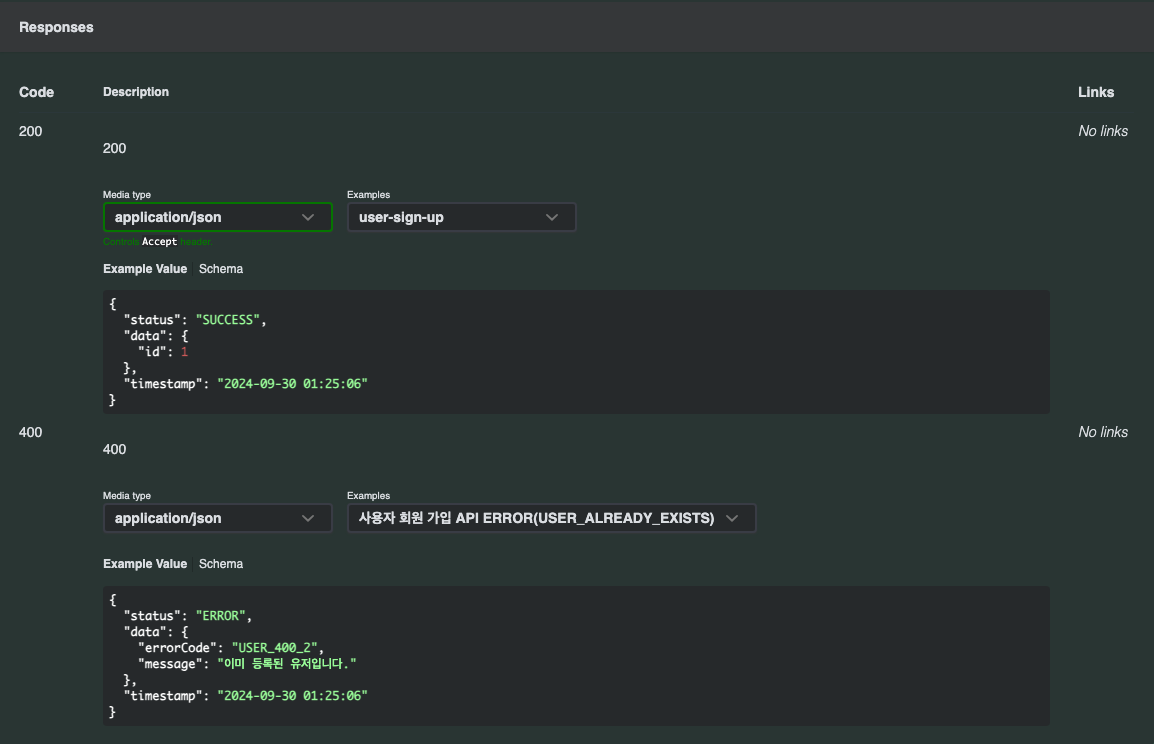 Responses
Code Description Links
200 No links
200
Media type Examples
application/json user-sign-up
Controls Accept header.
Example Value Schema
{
"status": "SUCCESS",
"data": {
"id": 1
},
"timestamp": "2024-09-30 01:25:06"
}
400 No links
400
Media type Examples
application/json 사용자 회원 가입 API ERROR(USER_ALREADY_EXISTS)
Example Value Schema
{
"status": "ERROR",
"data": {
"errorCode": "USER_400_2",
"message": "이미 등록된 유저입니다."
},
"timestamp": "2024-09-30 01:25:06"
}